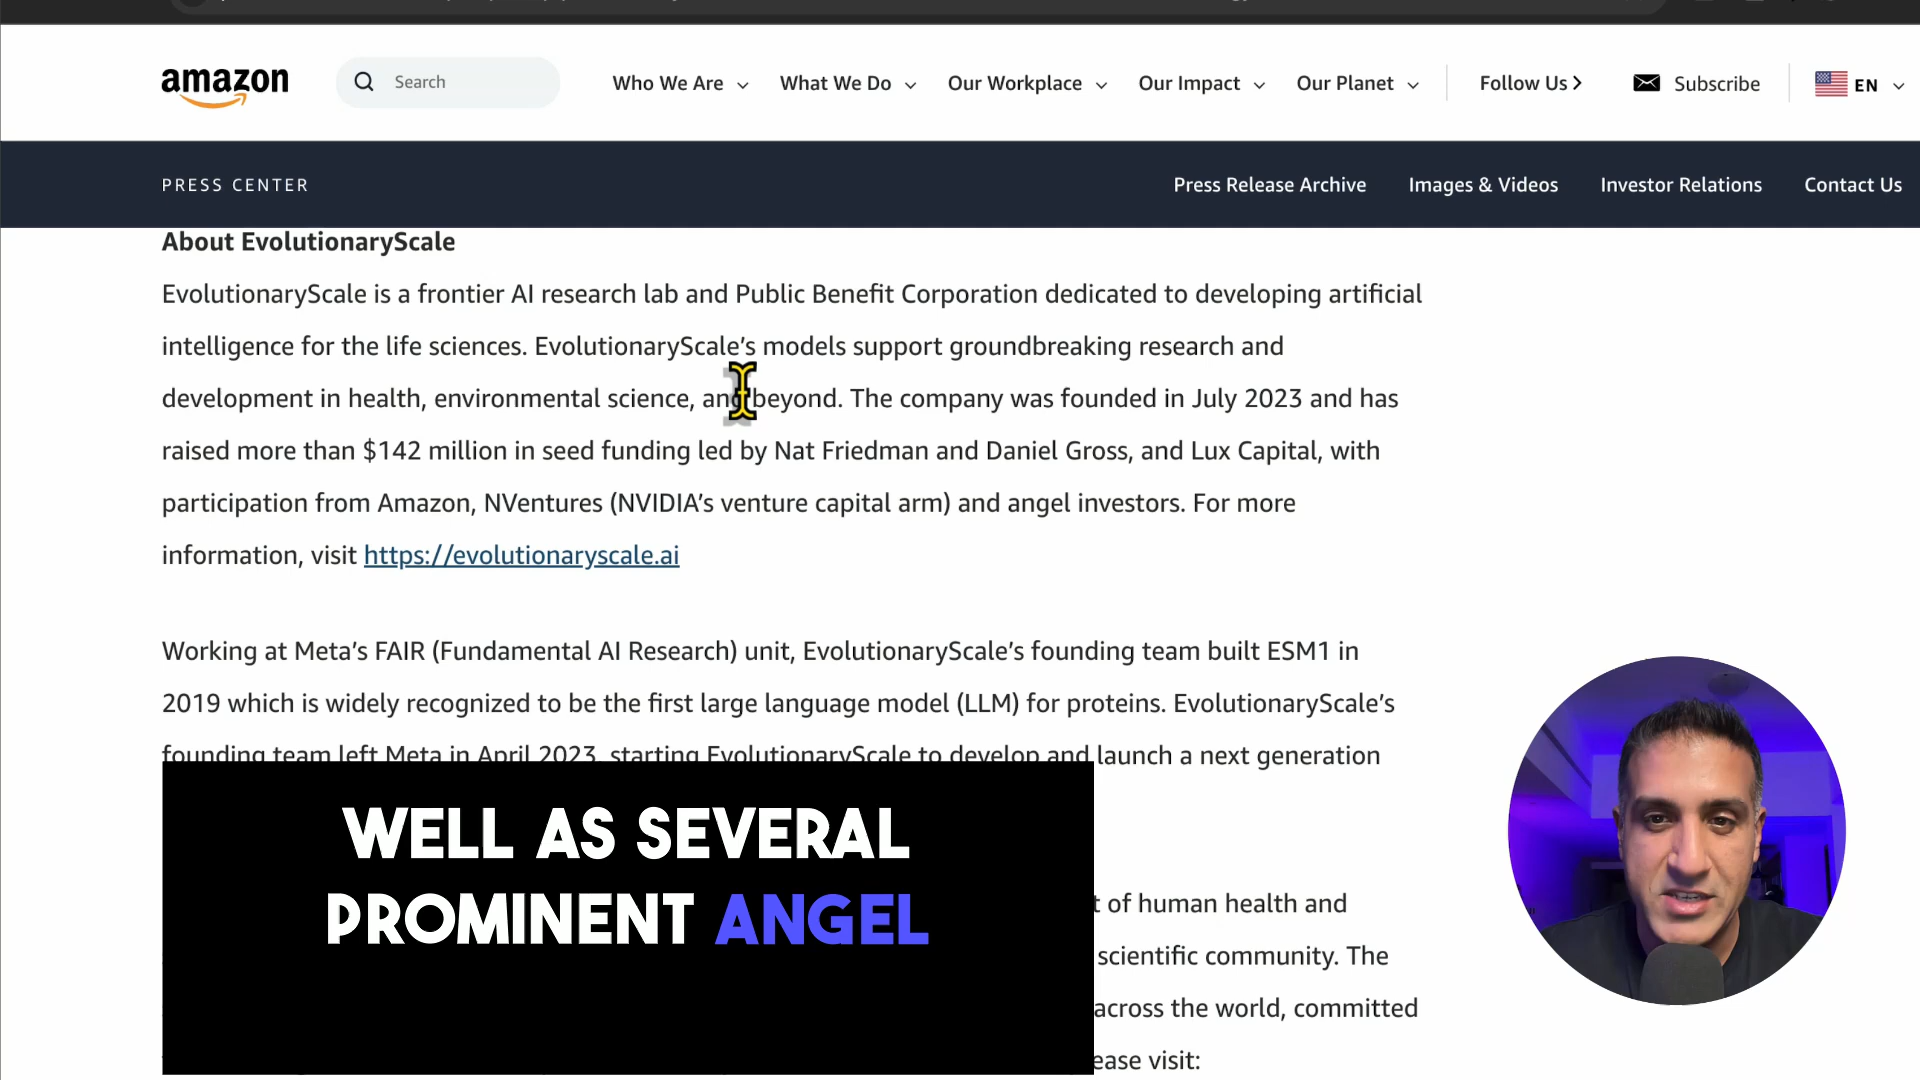 amazon
Search
Who We Are
What We Do
Our Workplace
Our Impact
Our Planet
Follow Us
Subscribe
EN
PRESS CENTER
Press Release Archive
Images & Videos
Investor Relations
Contact Us
About EvolutionaryScale
EvolutionaryScale is a frontier AI research lab and Public Benefit Corporation dedicated to developing artificial
intelligence for the life sciences. EvolutionaryScale’s models support groundbreaking research and
development in health, environmental science, and beyond. The company was founded in July 2023 and has
raised more than $142 million in seed funding led by Nat Friedman and Daniel Gross, and Lux Capital, with
participation from Amazon, NVentures (NVIDIA’s venture capital arm) and angel investors. For more
information, visit https://evolutionaryscale.ai
Working at Meta’s FAIR (Fundamental AI Research) unit, EvolutionaryScale’s founding team built ESM1 in
2019 which is widely recognized to be the first large language model (LLM) for proteins. EvolutionaryScale’s
founding team left Meta in April 2023, starting EvolutionaryScale to develop and launch a next generation
WELL AS SEVERAL
PROMINENT ANGEL
of human health and
scientific community. The
across the world, committed
visit: